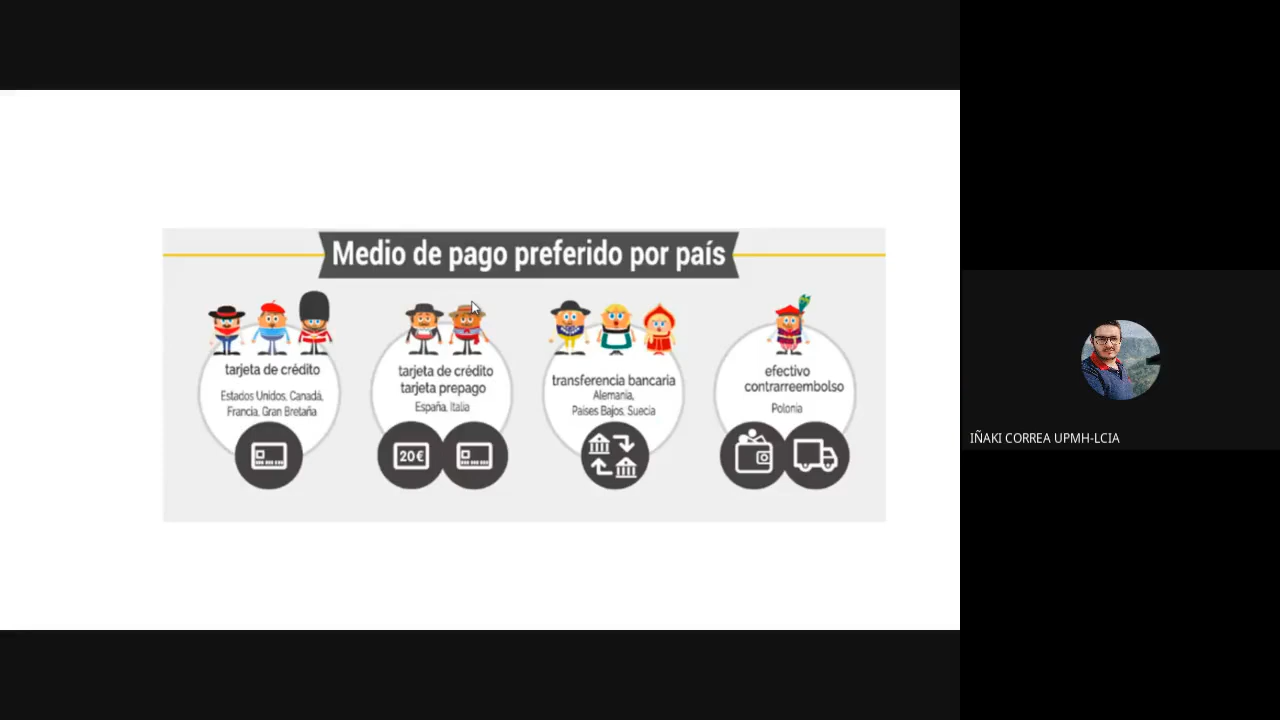 Medio de pago preferido por país
tarjeta de crédito
Estados Unidos, Canadá,
Francia, Gran Bretaña
tarjeta de crédito
tarjeta prepago
España, Italia
20€
transferencia bancaria
Alemania,
Países Bajos, Suecia
efectivo
contrarreembolso
Polonia
IÑAKI CORREA UPMH-LCIA